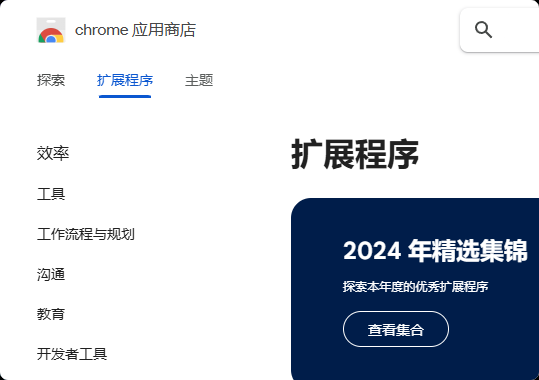 chrome 应用商店
探索 扩展程序 主题
效率
工具
工作流程与规划
沟通
教育
开发者工具
扩展程序
2024 年精选集锦
探索本年度的优秀扩展程序
查看集合